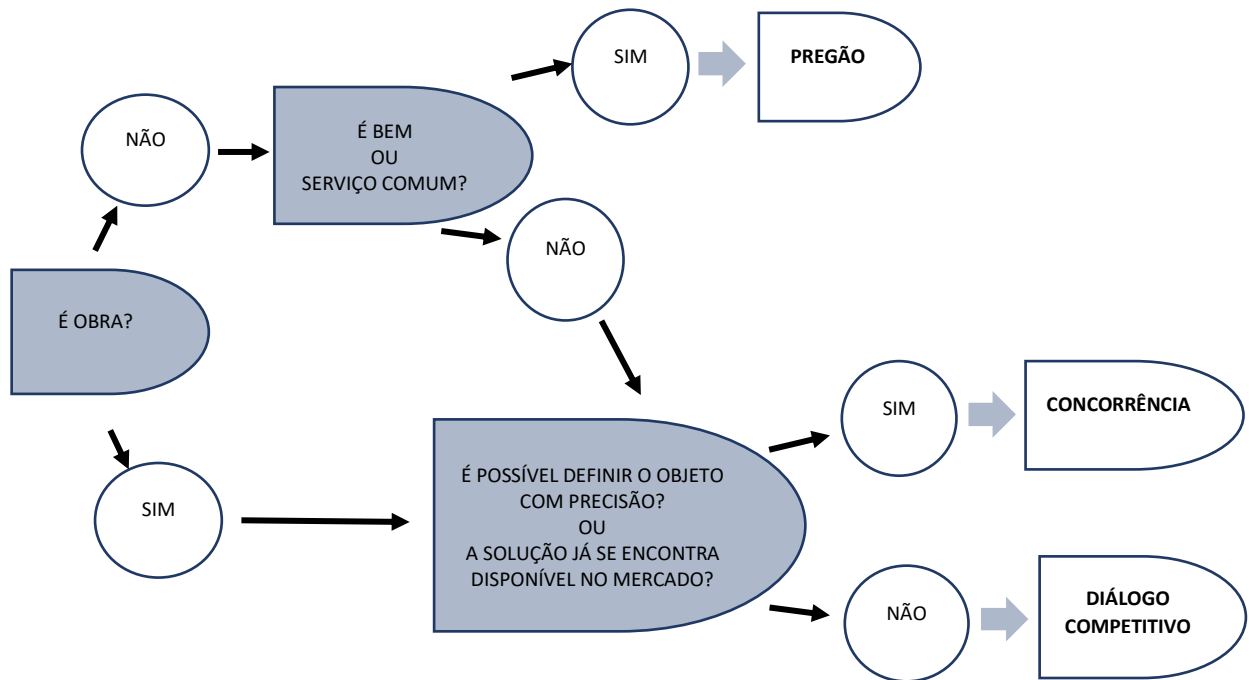 SIM
PREGÃO
NÃO
É BEM
OU
SERVIÇO COMUM?
NÃO
É OBRA?
SIM
CONCORRÊNCIA
É POSSÍVEL DEFINIR O OBJETO
COM PRECISÃO?
OU
A SOLUÇÃO JÁ SE ENCONTRA
DISPONÍVEL NO MERCADO?
SIM
NÃO
DIÁLOGO
COMPETITIVO